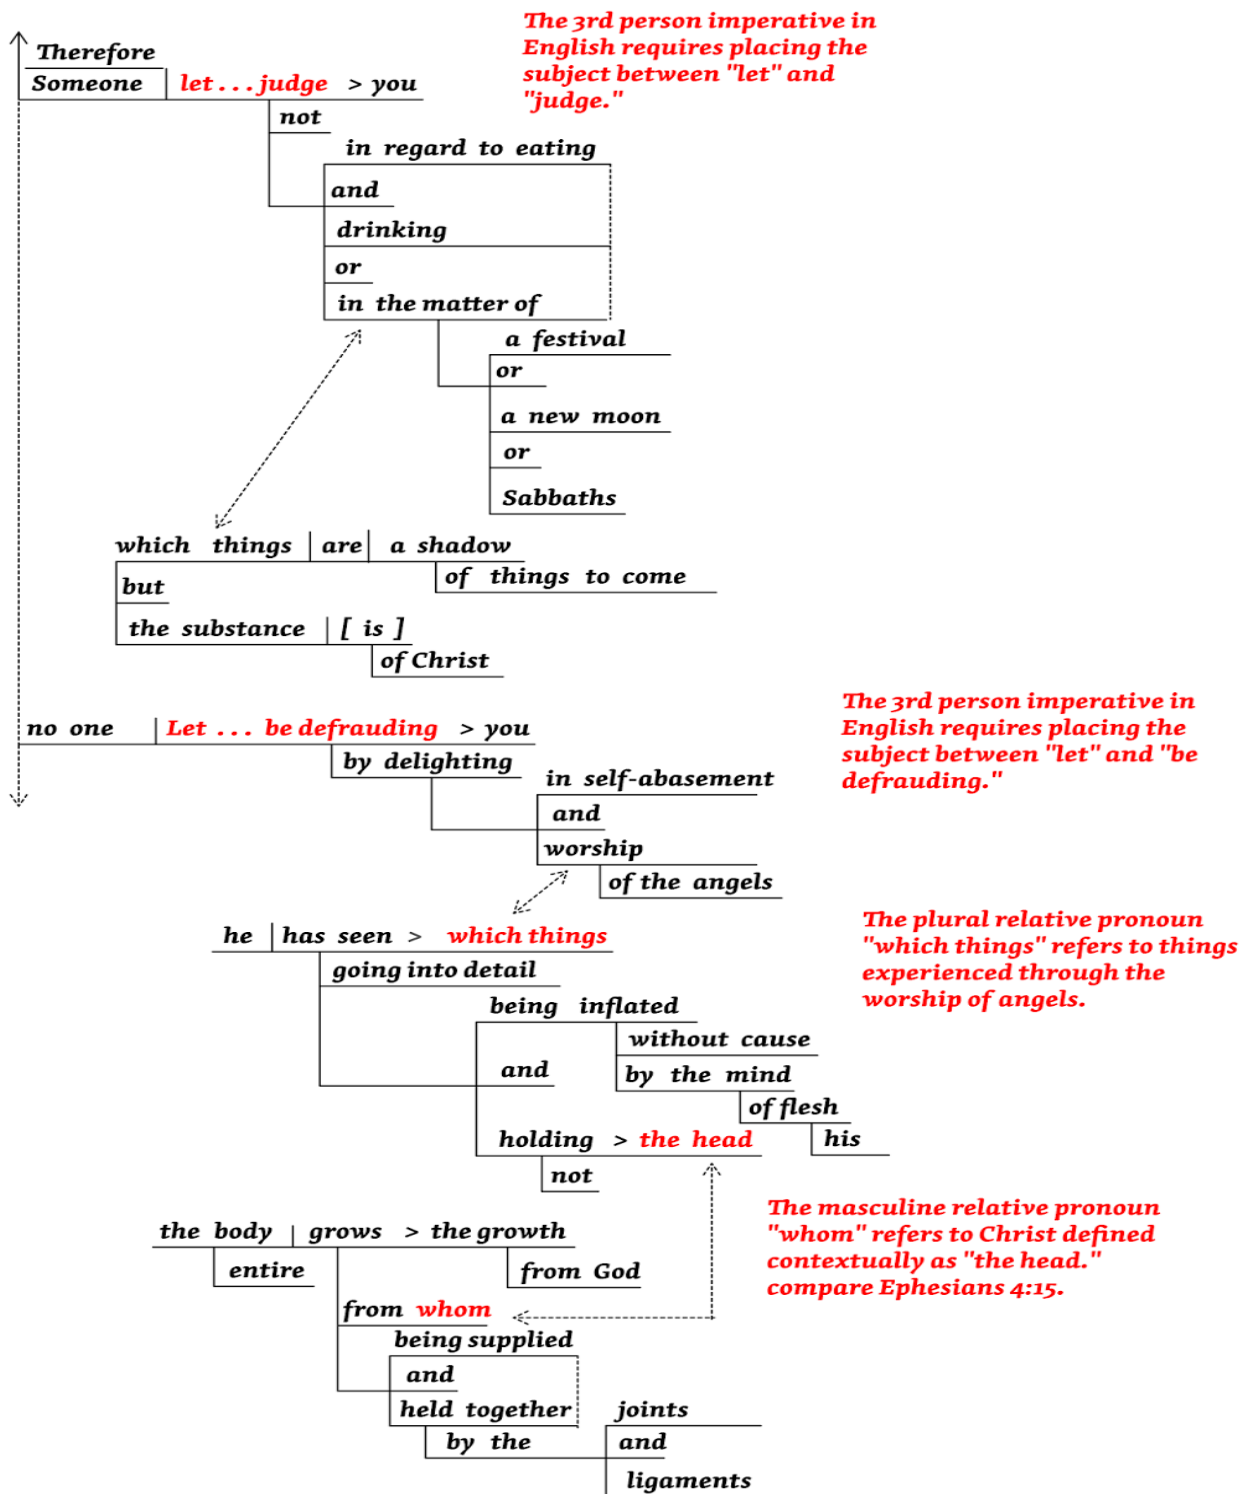 The 3rd person imperative in
English requires placing the
subject between "let" and
"judge."
Therefore
Someone let . . . judge > you
not
in regard to eating
and
drinking
or
in the matter of
a festival
or
a new moon
or
Sabbaths
which things are a shadow
of things to come
but
the substance [ is ]
of Christ
The 3rd person imperative in
English requires placing the
subject between "let" and "be
defrauding."
no one Let . . . be defrauding > you
by delighting
in self-abasement
and
worship
of the angels
The plural relative pronoun
"which things" refers to things
experienced through the
worship of angels.
he has seen > which things
going into detail
being inflated
without cause
by the mind
of flesh
his
and
holding > the head
not
The masculine relative pronoun
"whom" refers to Christ defined
contextually as "the head."
compare Ephesians 4:15.
the body grows > the growth
entire
from God
from whom
being supplied
and
held together
by the
joints
and
ligaments